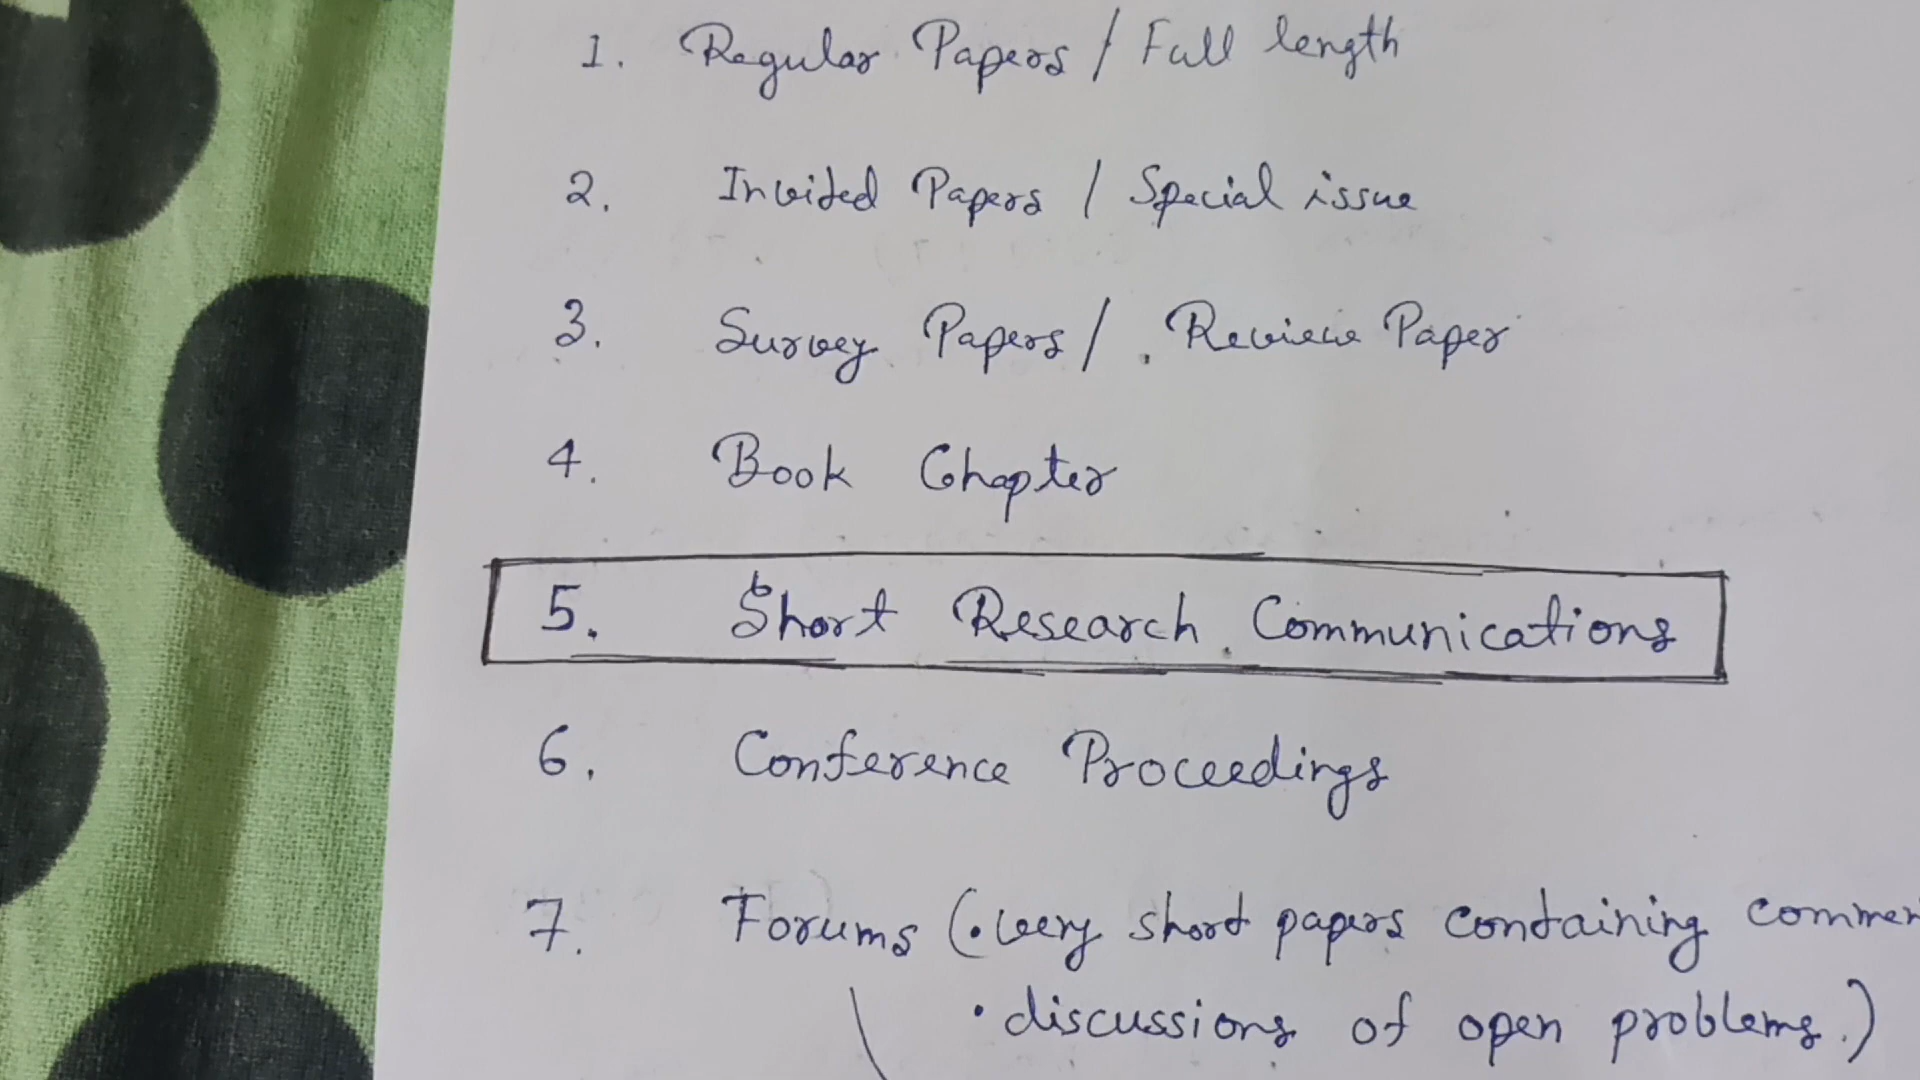 1. Regular Papers / Full length
2. Invited Papers / Special issue
3. Survey Papers / Review Paper
4. Book Chapter
5. Short Research Communications
6. Conference Proceedings
7. Forums (• very short papers containing
• discussions of open problems.)